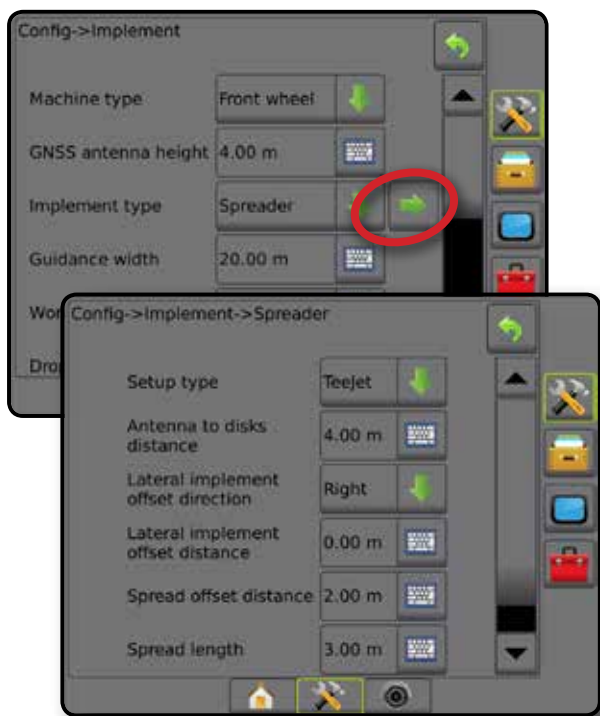 Config->Implement
Machine type Front wheel
GNSS antenna height 4.00 m
Implement type Spreader
Guidance width 20.00 m
Wor
Dro
Config->Implement->Spreader
Setup type TeeJet
Antenna to disks
distance 4.00 m
Lateral implement
offset direction Right
Lateral implement
offset distance 0.00 m
Spread offset distance 2.00 m
Spread length 3.00 m